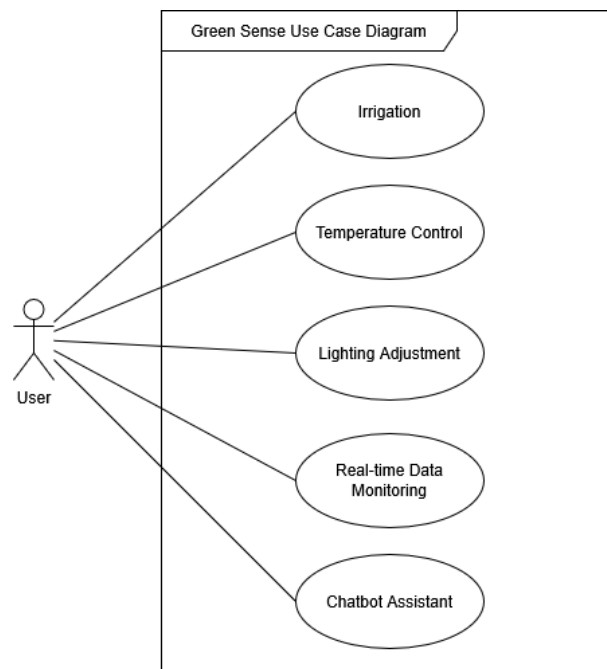 Green Sense Use Case Diagram
Irrigation
Temperature Control
Lighting Adjustment
User
Real-time Data
Monitoring
Chatbot Assistant